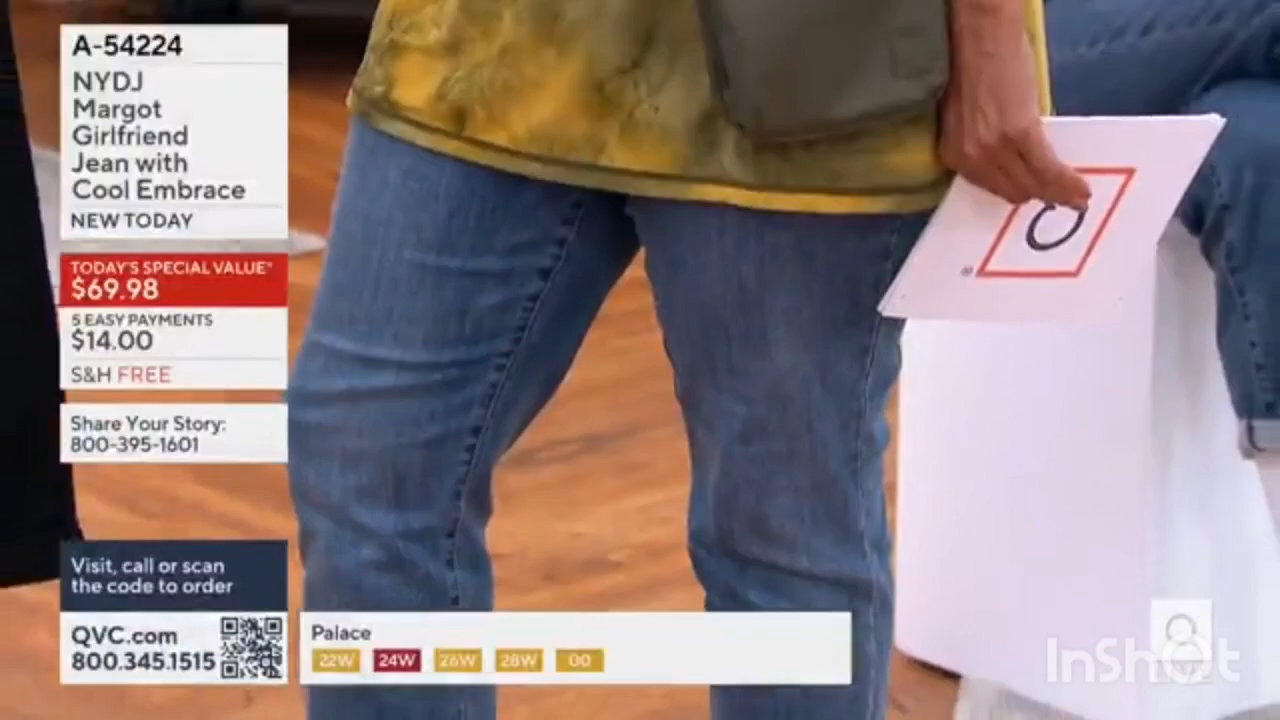 A-54224
NYDJ
Margot
Girlfriend
Jean with
Cool Embrace
NEW TODAY
TODAY'S SPECIAL VALUE*
$69.98
5 EASY PAYMENTS
$14.00
S&H FREE
Share Your Story:
800-395-1601
Visit, call or scan
the code to order
QVC.com
800.345.1515
Palace
22W 24W 26W 28W 00
InShot